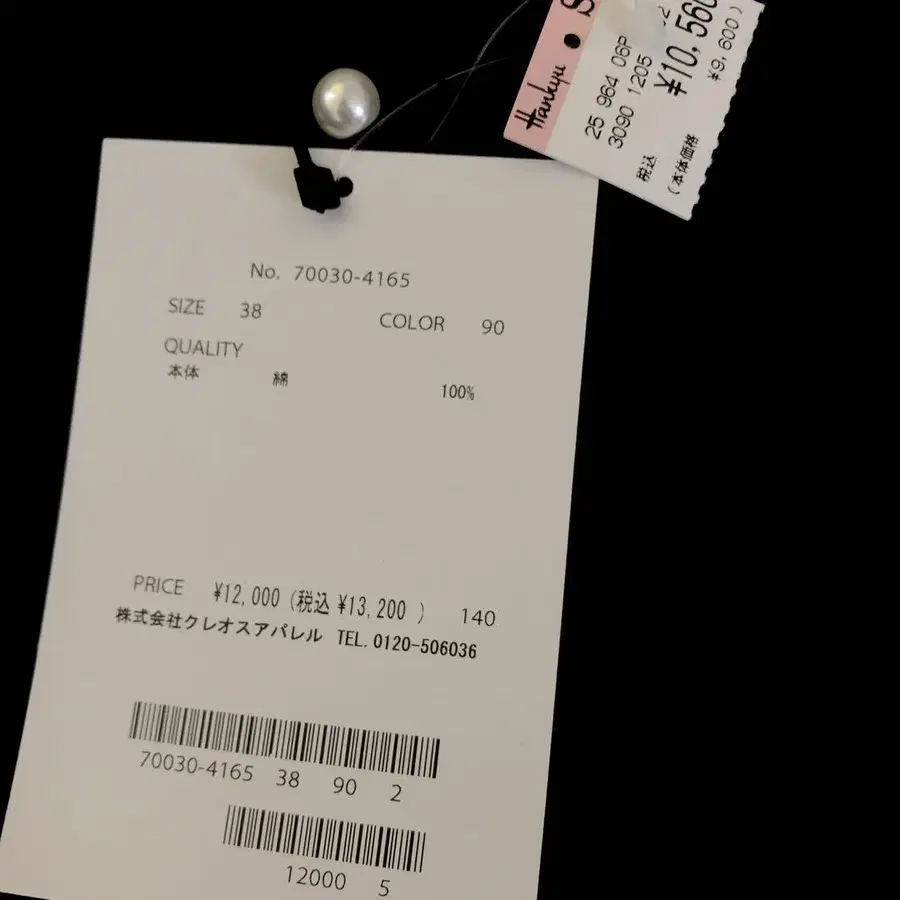 Hankyu
25 964 06P
3090 1205
税込 ¥10,560
(本体価格 ¥9,600)
No. 70030-4165
SIZE 38 COLOR 90
QUALITY
本体 綿 100%
PRICE ¥12,000 (税込 ¥13,200 ) 140
株式会社クレオスアパレル TEL. 0120-506036
70030-4165 38 90 2
12000 5